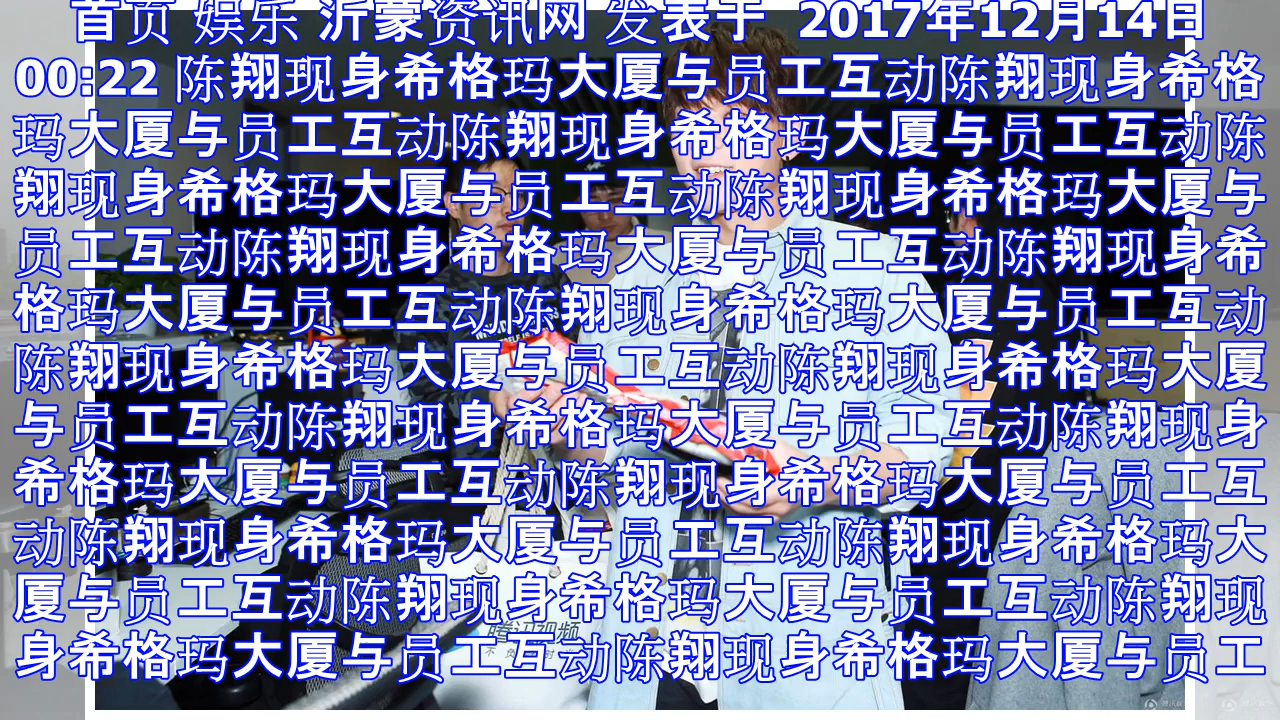 首页 娱乐 沂蒙资讯网 发表于 2017年12月14日
00:22 陈翔现身希格玛大厦与员工互动陈翔现身希格
玛大厦与员工互动陈翔现身希格玛大厦与员工互动陈
翔现身希格玛大厦与员工互动陈翔现身希格玛大厦与
员工互动陈翔现身希格玛大厦与员工互动陈翔现身希
格玛大厦与员工互动陈翔现身希格玛大厦与员工互动
陈翔现身希格玛大厦与员工互动陈翔现身希格玛大厦
与员工互动陈翔现身希格玛大厦与员工互动陈翔现身
希格玛大厦与员工互动陈翔现身希格玛大厦与员工互
动陈翔现身希格玛大厦与员工互动陈翔现身希格玛大
厦与员工互动陈翔现身希格玛大厦与员工互动陈翔现
身希格玛大厦与员工互动陈翔现身希格玛大厦与员工
腾讯视频